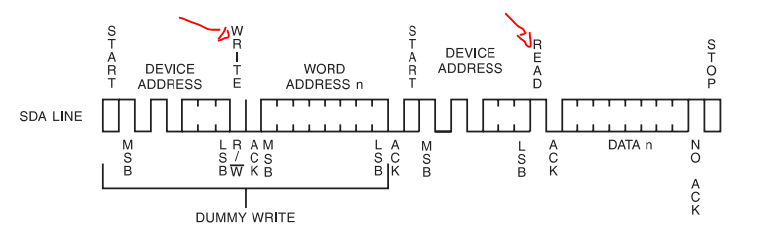 START
WRITE
START
READ
STOP
DEVICE
ADDRESS
WORD
ADDRESS n
DEVICE
ADDRESS
SDA LINE
MSB
LSB
R/W
ACK
MSB
LSB
ACK
MSB
LSB
ACK
DATA n
NO ACK
DUMMY WRITE